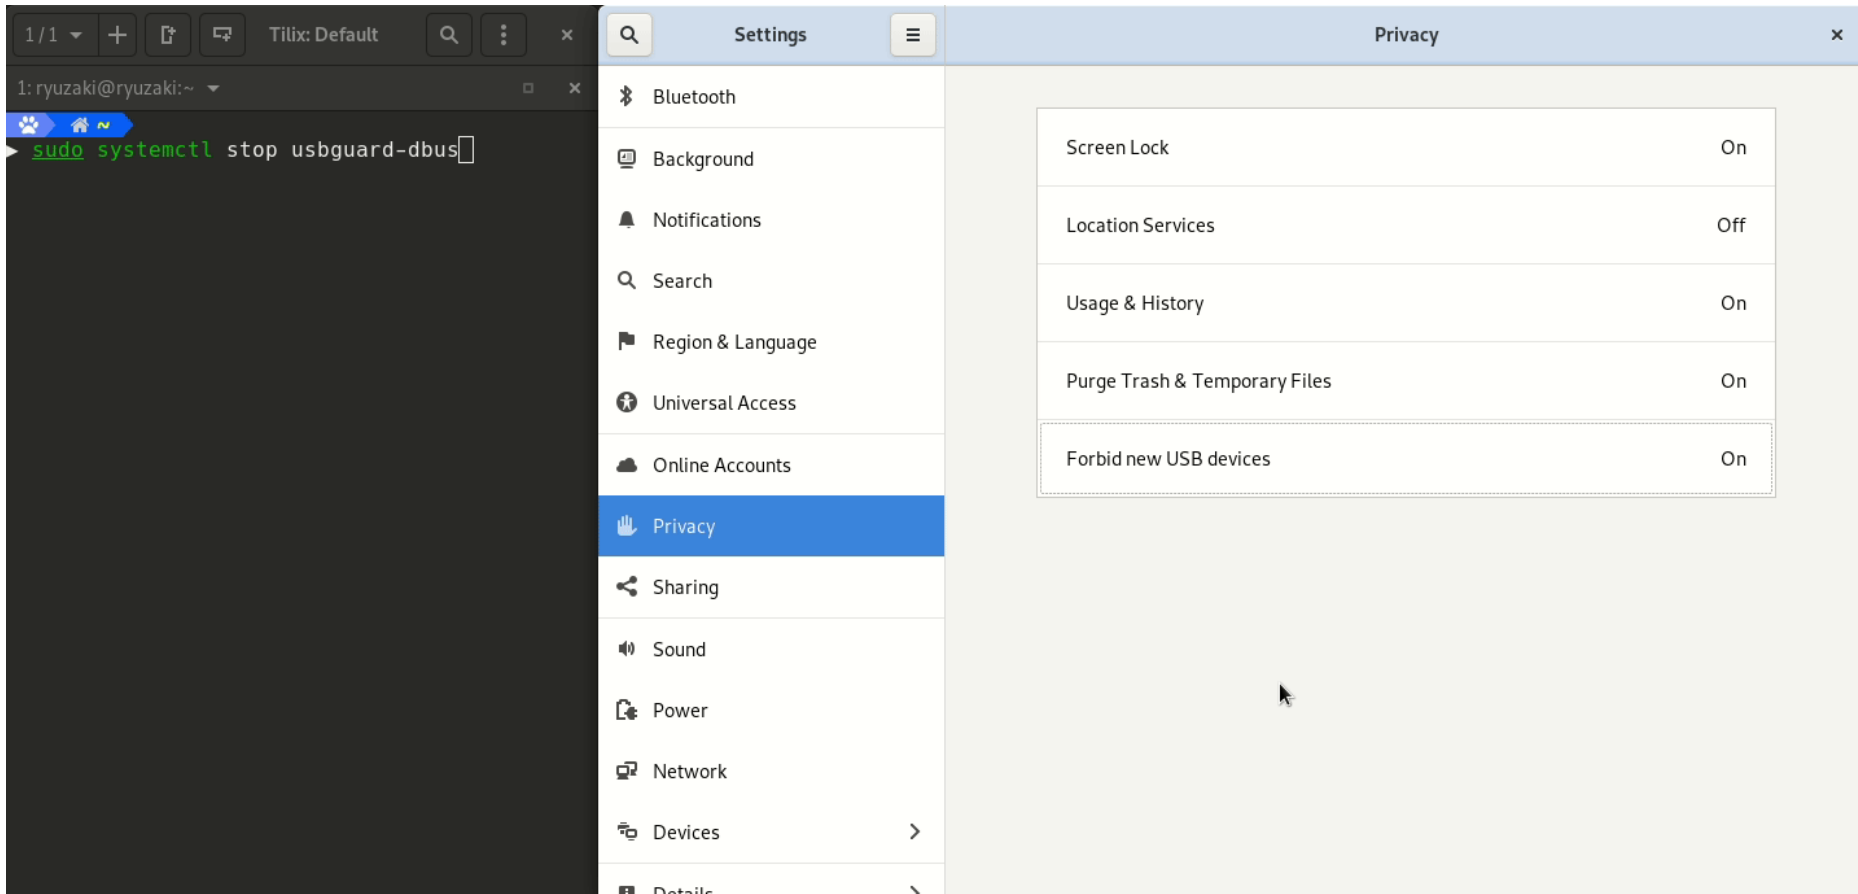 1 / 1
Tilix: Default
1: ryuzaki@ryuzaki:~
~
sudo systemctl stop usbguard-dbus
Settings
Bluetooth
Background
Notifications
Search
Region & Language
Universal Access
Online Accounts
Privacy
Sharing
Sound
Power
Network
Devices
Details
Privacy
Screen Lock On
Location Services Off
Usage & History On
Purge Trash & Temporary Files On
Forbid new USB devices On